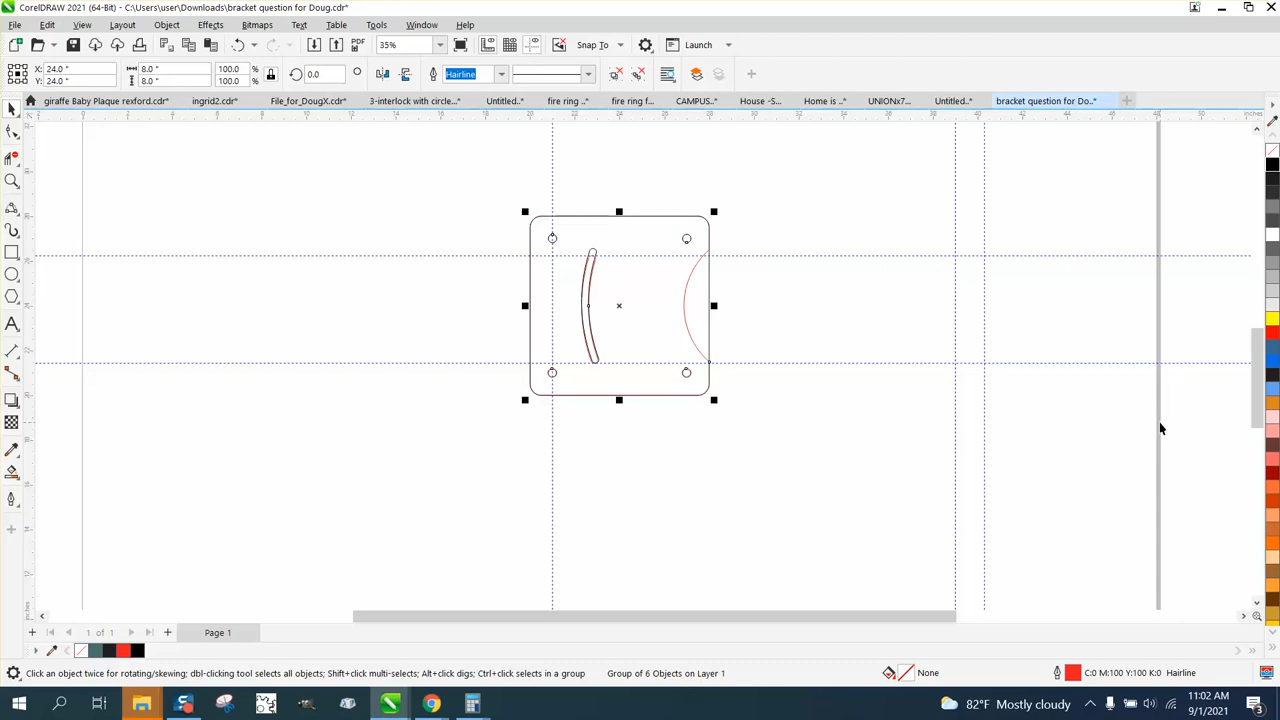 CorelDRAW 2021 (64-Bit) - C:\Users\user\Downloads\bracket question for Doug.cdr*
File Edit View Layout Object Effects Bitmaps Text Table Tools Window Help
PDF 35% Snap To Launch
X: 24.0 " 8.0 " 100.0 %
Y: 24.0 " 8.0 " 100.0 %
0.0 Hairline
giraffe Baby Plaque rexford.cdr* ingrid2.cdr* File_for_DougX.cdr* 3-interlock with circle...* Untitled..* fire ring ..* fire ring f... CAMPUS..* House -S... Home is ..* UNIONx7... Untitled..* bracket question for Do...*
inches
1 of 1 Page 1
Click an object twice for rotating/skewing; dbl-clicking tool selects all objects; Shift+click multi-selects; Alt+click digs; Ctrl+click selects in a group Group of 6 Objects on Layer 1 None C:0 M:100 Y:100 K:0 Hairline
82°F Mostly cloudy
11:02 AM
9/1/2021
3